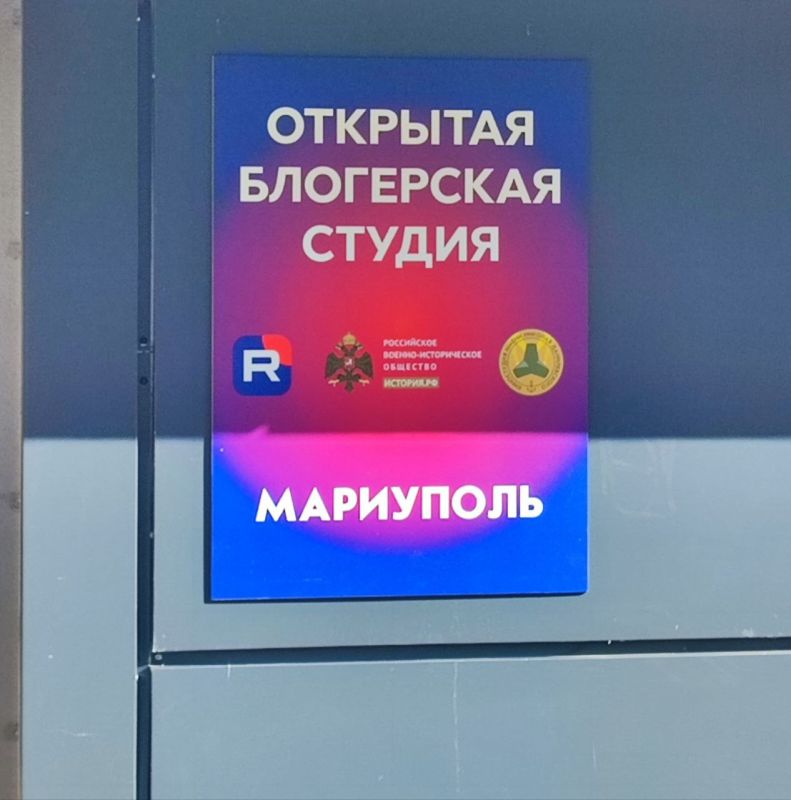 ОТКРЫТАЯ
БЛОГЕРСКАЯ
СТУДИЯ
R
РОССИЙСКОЕ
ВОЕННО-ИСТОРИЧЕСКОЕ
ОБЩЕСТВО
ИСТОРИЯ.РФ
МАРИУПОЛЬ